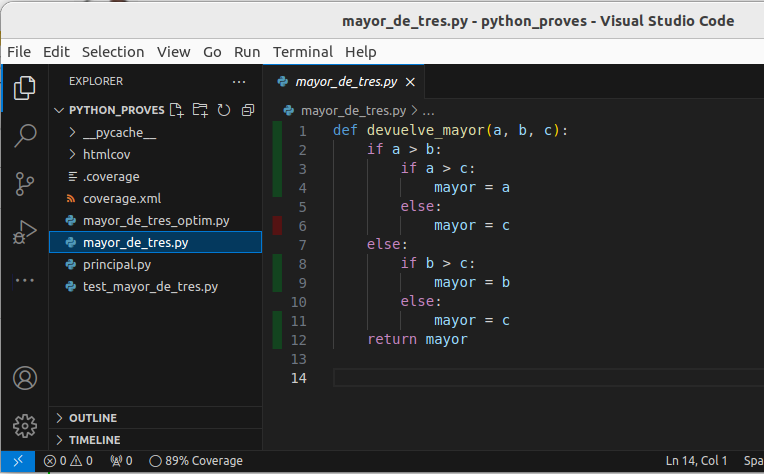 mayor_de_tres.py - python_proves - Visual Studio Code
File Edit Selection View Go Run Terminal Help
EXPLORER
PYTHON_PROVES
__pycache__
htmlcov
.coverage
coverage.xml
mayor_de_tres_optim.py
mayor_de_tres.py
principal.py
test_mayor_de_tres.py
OUTLINE
TIMELINE
mayor_de_tres.py
mayor_de_tres.py > ...
1 def devuelve_mayor(a, b, c):
2     if a > b:
3         if a > c:
4             mayor = a
5         else:
6             mayor = c
7     else:
8         if b > c:
9             mayor = b
10         else:
11             mayor = c
12     return mayor
13
14
0 0 0 89% Coverage Ln 14, Col 1 Spa